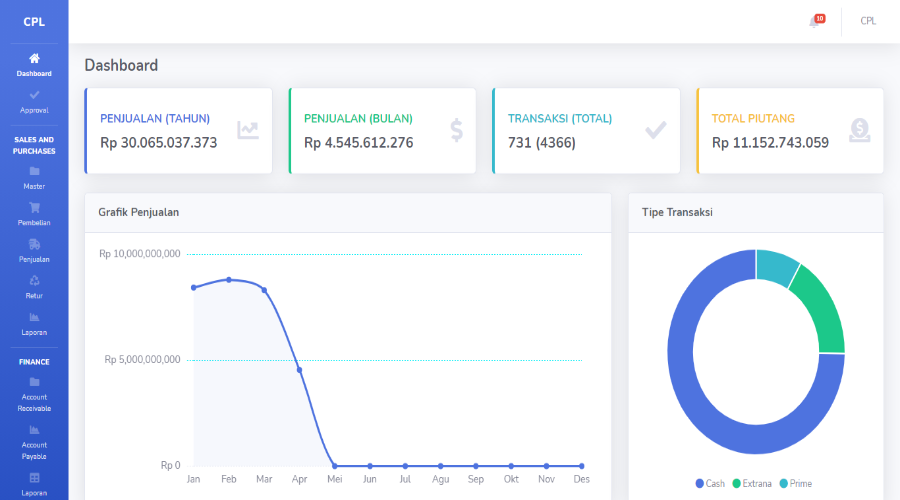 CPL
Dashboard
Approval
SALES AND
PURCHASES
Master
Pembelian
Penjualan
Retur
Laporan
FINANCE
Account
Receivable
Account
Payable
Laporan
10
CPL
Dashboard
PENJUALAN (TAHUN)
Rp 30.065.037.373
PENJUALAN (BULAN)
Rp 4.545.612.276
TRANSAKSI (TOTAL)
731 (4366)
TOTAL PIUTANG
Rp 11.152.743.059
Grafik Penjualan
Rp 10,000,000,000
Rp 5,000,000,000
Rp 0
Jan Feb Mar Apr Mei Jun Jul Agu Sep Okt Nov Des
Tipe Transaksi
Cash Extrana Prime